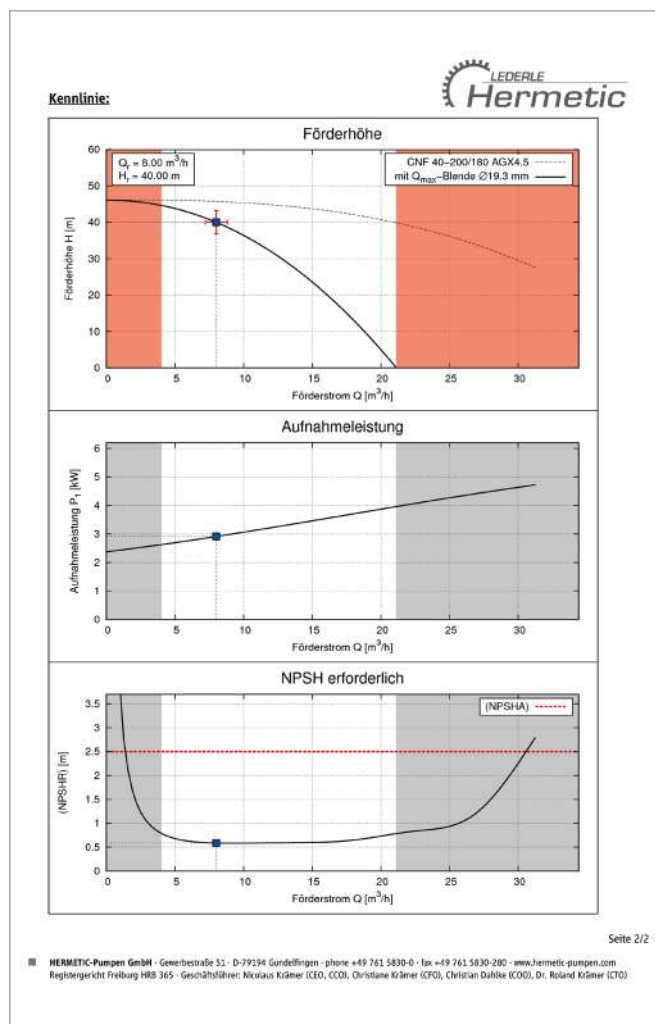 LEDERLE
Hermetic
Kennlinie:
Förderhöhe
Qr = 8.00 m³/h
Hr = 40.00 m
CNF 40-200/180 AGX4.5
mit Qmax-Blende Ø19.3 mm
Förderhöhe H [m]
60
50
40
30
20
10
0
0 5 10 15 20 25 30
Förderstrom Q [m³/h]
Aufnahmeleistung
Aufnahmeleistung P1 [kW]
6
5
4
3
2
1
0
0 5 10 15 20 25 30
Förderstrom Q [m³/h]
NPSH erforderlich
(NPSHA)
(NPSHR) [m]
3.5
3
2.5
2
1.5
1
0.5
0
0 5 10 15 20 25 30
Förderstrom Q [m³/h]
Seite 2/2
HERMETIC-Pumpen GmbH · Gewerbestraße 51 · D-79194 Gundelfingen · phone +49 761 5830-0 · fax +49 761 5830-280 · www.hermetic-pumpen.com
Registergericht Freiburg HRB 365 · Geschäftsführer: Nicolaus Krämer (CEO, CCO), Christiane Krämer (CFO), Christian Dahlke (COO), Dr. Roland Krämer (CTO)